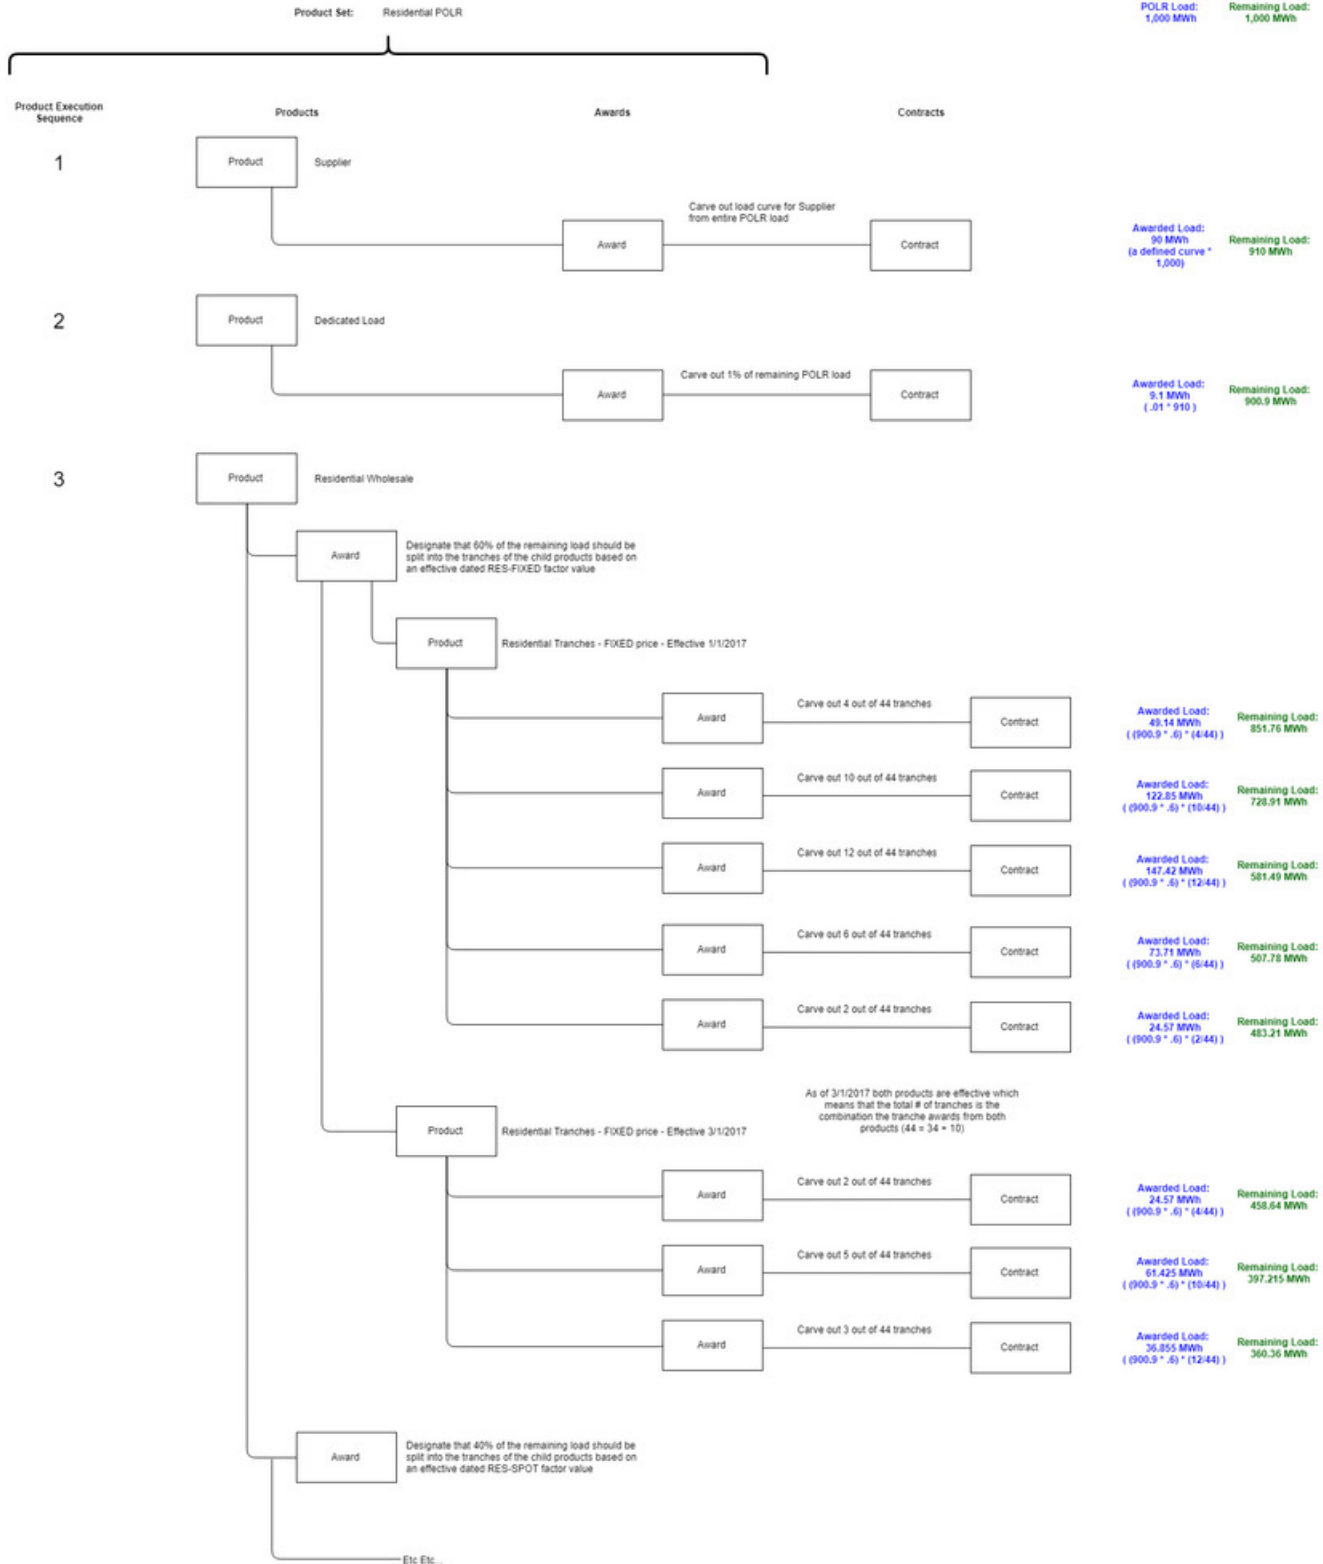 Product Set: Residential POLR
POLR Load:
1,000 MWh
Remaining Load:
1,000 MWh
Product Execution
Sequence
Products
Awards
Contracts
1
Product
Supplier
Carve out load curve for Supplier
from entire POLR load
Award
Contract
Awarded Load:
90 MWh
(a defined curve *
1,000)
Remaining Load:
910 MWh
2
Product
Dedicated Load
Carve out 1% of remaining POLR load
Award
Contract
Awarded Load:
9.1 MWh
( .01 * 910 )
Remaining Load:
900.9 MWh
3
Product
Residential Wholesale
Award
Designate that 60% of the remaining load should be
split into the tranches of the child products based on
an effective dated RES-FIXED factor value
Product
Residential Tranches - FIXED price - Effective 1/1/2017
Award
Carve out 4 out of 44 tranches
Contract
Awarded Load:
49.14 MWh
( (900.9 * .6) * (4/44) )
Remaining Load:
851.76 MWh
Award
Carve out 10 out of 44 tranches
Contract
Awarded Load:
122.85 MWh
( (900.9 * .6) * (10/44) )
Remaining Load:
728.91 MWh
Award
Carve out 12 out of 44 tranches
Contract
Awarded Load:
147.42 MWh
( (900.9 * .6) * (12/44) )
Remaining Load:
581.49 MWh
Award
Carve out 6 out of 44 tranches
Contract
Awarded Load:
73.71 MWh
( (900.9 * .6) * (6/44) )
Remaining Load:
507.78 MWh
Award
Carve out 2 out of 44 tranches
Contract
Awarded Load:
24.57 MWh
( (900.9 * .6) * (2/44) )
Remaining Load:
483.21 MWh
As of 3/1/2017 both products are effective which
means that the total # of tranches is the
combination the tranche awards from both
products (44 = 34 + 10)
Product
Residential Tranches - FIXED price - Effective 3/1/2017
Award
Carve out 2 out of 44 tranches
Contract
Awarded Load:
24.57 MWh
( (900.9 * .6) * (4/44) )
Remaining Load:
458.64 MWh
Award
Carve out 5 out of 44 tranches
Contract
Awarded Load:
61.425 MWh
( (900.9 * .6) * (10/44) )
Remaining Load:
397.215 MWh
Award
Carve out 3 out of 44 tranches
Contract
Awarded Load:
36.855 MWh
( (900.9 * .6) * (12/44) )
Remaining Load:
360.36 MWh
Award
Designate that 40% of the remaining load should be
split into the tranches of the child products based on
an effective dated RES-SPOT factor value
Etc Etc...